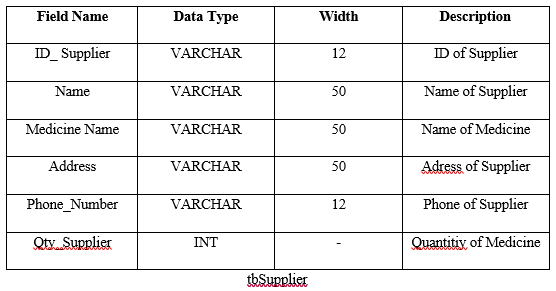 Field Name Data Type Width Description
ID_ Supplier VARCHAR 12 ID of Supplier
Name VARCHAR 50 Name of Supplier
Medicine Name VARCHAR 50 Name of Medicine
Address VARCHAR 50 Adress of Supplier
Phone_Number VARCHAR 12 Phone of Supplier
Qty_Supplier INT - Quantitiy of Medicine
tbSupplier